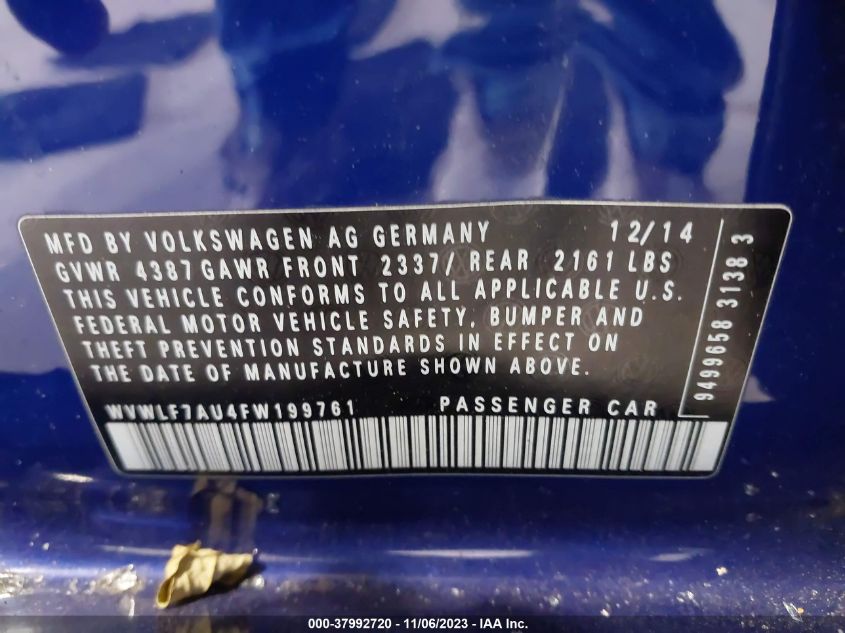 MFD BY VOLKSWAGEN AG GERMANY 12/14
GVWR 4387 GAWR FRONT 2337/ REAR 2161 LBS
THIS VEHICLE CONFORMS TO ALL APPLICABLE U.S.
FEDERAL MOTOR VEHICLE SAFETY, BUMPER AND
THEFT PREVENTION STANDARDS IN EFFECT ON
THE DATE OF MANUFACTURE SHOWN ABOVE.
WVWLF7AU4FW199761 PASSENGER CAR
9499658 3138 3
000-37992720 - 11/06/2023 - IAA Inc.